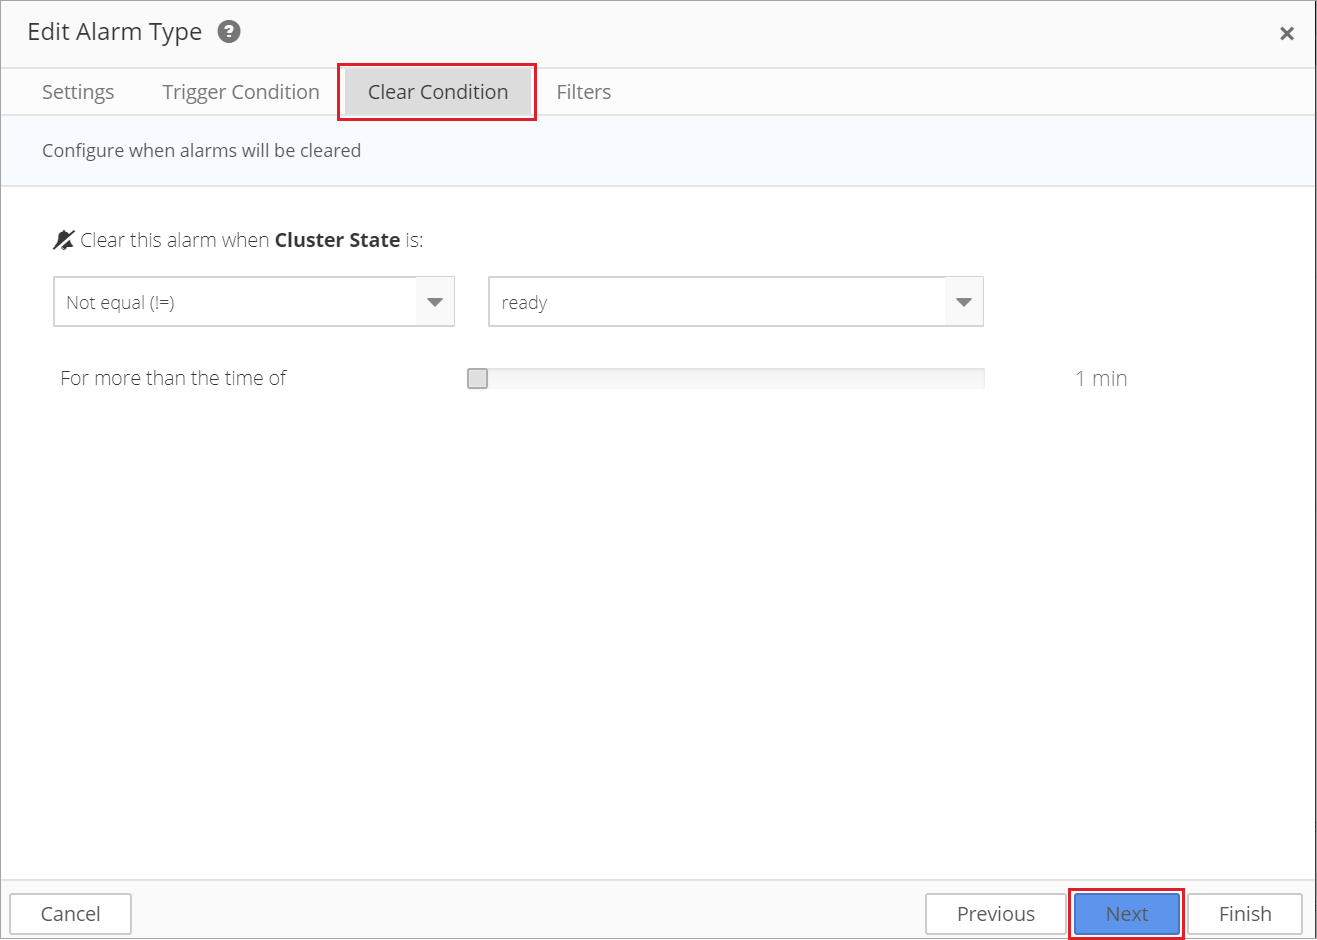 Edit Alarm Type ?
Settings Trigger Condition Clear Condition Filters
Configure when alarms will be cleared
Clear this alarm when Cluster State is:
Not equal (!=) ready
For more than the time of 1 min
Cancel Previous Next Finish